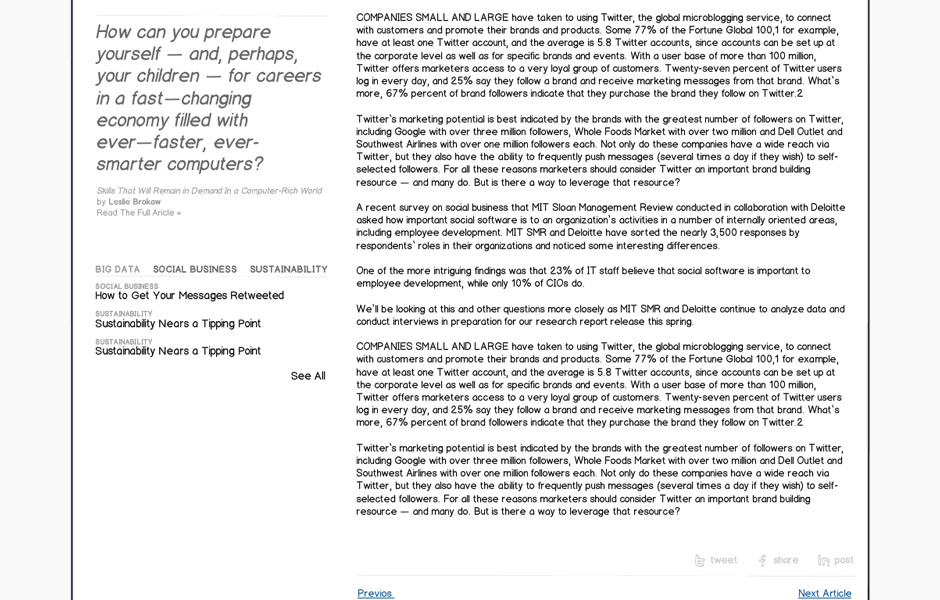 How can you prepare
yourself — and, perhaps,
your children — for careers
in a fast—changing
economy filled with
ever—faster, ever-
smarter computers?
Skills That Will Remain in Demand In a Computer-Rich World
by Leslie Brokaw
Read The Full Aricle »
BIG DATA SOCIAL BUSINESS SUSTAINABILITY
SOCIAL BUSINESS
How to Get Your Messages Retweeted
SUSTAINABILITY
Sustainability Nears a Tipping Point
SUSTAINABILITY
Sustainability Nears a Tipping Point
See All
COMPANIES SMALL AND LARGE have taken to using Twitter, the global microblogging service, to connect
with customers and promote their brands and products. Some 77% of the Fortune Global 100,1 for example,
have at least one Twitter account, and the average is 5.8 Twitter accounts, since accounts can be set up at
the corporate level as well as for specific brands and events. With a user base of more than 100 million,
Twitter offers marketers access to a very loyal group of customers. Twenty-seven percent of Twitter users
log in every day, and 25% say they follow a brand and receive marketing messages from that brand. What`s
more, 67% percent of brand followers indicate that they purchase the brand they follow on Twitter.2
Twitter`s marketing potential is best indicated by the brands with the greatest number of followers on Twitter,
including Google with over three million followers, Whole Foods Market with over two million and Dell Outlet and
Southwest Airlines with over one million followers each. Not only do these companies have a wide reach via
Twitter, but they also have the ability to frequently push messages (several times a day if they wish) to self-
selected followers. For all these reasons marketers should consider Twitter an important brand building
resource — and many do. But is there a way to leverage that resource?
A recent survey on social business that MIT Sloan Management Review conducted in collaboration with Deloitte
asked how important social software is to an organization`s activities in a number of internally oriented areas,
including employee development. MIT SMR and Deloitte have sorted the nearly 3,500 responses by
respondents` roles in their organizations and noticed some interesting differences.
One of the more intriguing findings was that 23% of IT staff believe that social software is important to
employee development, while only 10% of CIOs do.
We`ll be looking at this and other questions more closely as MIT SMR and Deloitte continue to analyze data and
conduct interviews in preparation for our research report release this spring.
COMPANIES SMALL AND LARGE have taken to using Twitter, the global microblogging service, to connect
with customers and promote their brands and products. Some 77% of the Fortune Global 100,1 for example,
have at least one Twitter account, and the average is 5.8 Twitter accounts, since accounts can be set up at
the corporate level as well as for specific brands and events. With a user base of more than 100 million,
Twitter offers marketers access to a very loyal group of customers. Twenty-seven percent of Twitter users
log in every day, and 25% say they follow a brand and receive marketing messages from that brand. What`s
more, 67% percent of brand followers indicate that they purchase the brand they follow on Twitter.2
Twitter`s marketing potential is best indicated by the brands with the greatest number of followers on Twitter,
including Google with over three million followers, Whole Foods Market with over two million and Dell Outlet and
Southwest Airlines with over one million followers each. Not only do these companies have a wide reach via
Twitter, but they also have the ability to frequently push messages (several times a day if they wish) to self-
selected followers. For all these reasons marketers should consider Twitter an important brand building
resource — and many do. But is there a way to leverage that resource?
tweet share post
Previos Next Article